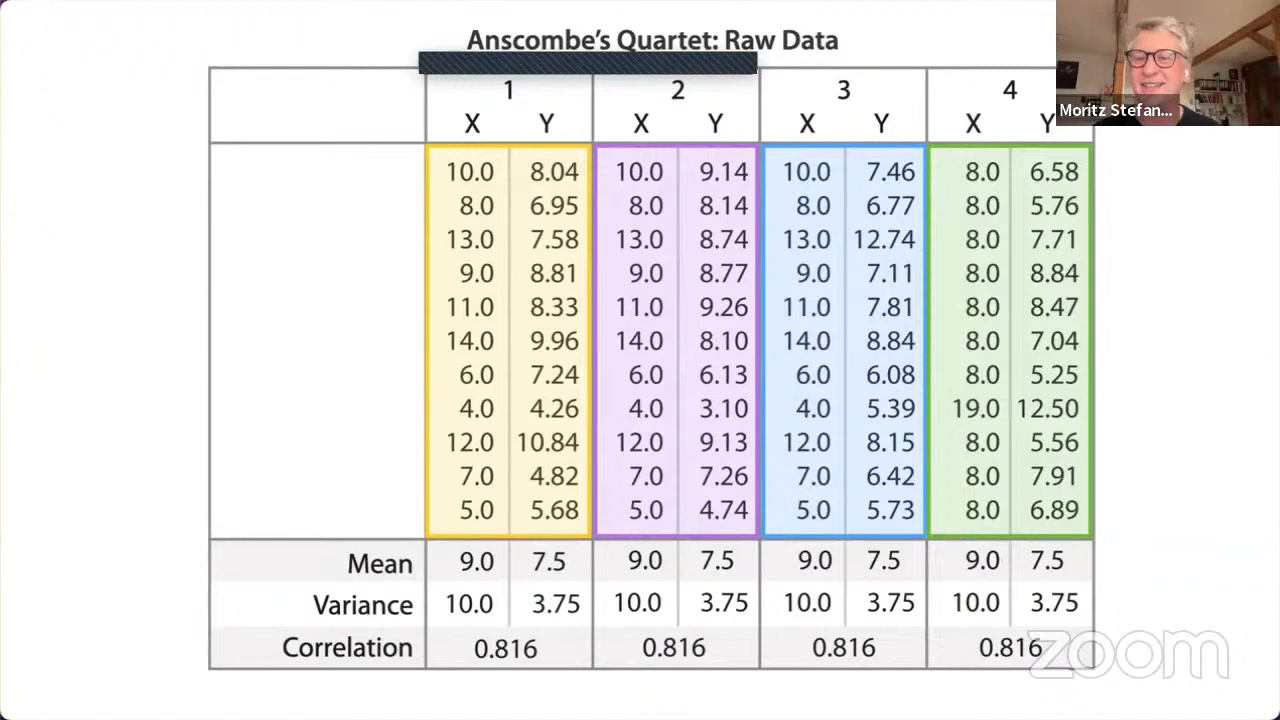 Anscombe's Quartet: Raw Data
1 2 3 4
X Y X Y X Y X Y
Moritz Stefan...
10.0 8.04 10.0 9.14 10.0 7.46 8.0 6.58
8.0 6.95 8.0 8.14 8.0 6.77 8.0 5.76
13.0 7.58 13.0 8.74 13.0 12.74 8.0 7.71
9.0 8.81 9.0 8.77 9.0 7.11 8.0 8.84
11.0 8.33 11.0 9.26 11.0 7.81 8.0 8.47
14.0 9.96 14.0 8.10 14.0 8.84 8.0 7.04
6.0 7.24 6.0 6.13 6.0 6.08 8.0 5.25
4.0 4.26 4.0 3.10 4.0 5.39 19.0 12.50
12.0 10.84 12.0 9.13 12.0 8.15 8.0 5.56
7.0 4.82 7.0 7.26 7.0 6.42 8.0 7.91
5.0 5.68 5.0 4.74 5.0 5.73 8.0 6.89
Mean 9.0 7.5 9.0 7.5 9.0 7.5 9.0 7.5
Variance 10.0 3.75 10.0 3.75 10.0 3.75 10.0 3.75
Correlation 0.816 0.816 0.816 0.816
zoom